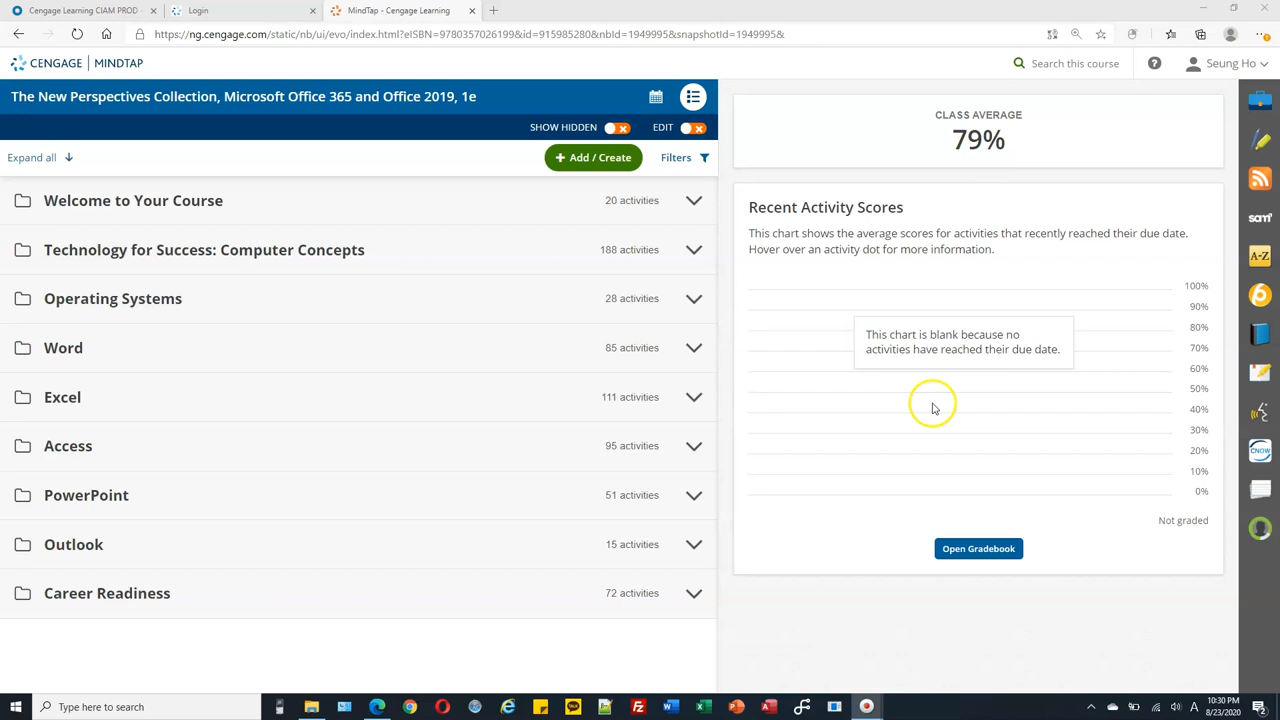 Cengage Learning CIAM PROD
Login
MindTap - Cengage Learning
https://ng.cengage.com/static/nb/ui/evo/index.html?eISBN=9780357026199&id=915985280&nbId=1949995&snapshotId=1949995&
CENGAGE | MINDTAP
Search this course
Seung Ho
The New Perspectives Collection, Microsoft Office 365 and Office 2019, 1e
SHOW HIDDEN
EDIT
Expand all
+ Add / Create
Filters
Welcome to Your Course 20 activities
Technology for Success: Computer Concepts 188 activities
Operating Systems 28 activities
Word 85 activities
Excel 111 activities
Access 95 activities
PowerPoint 51 activities
Outlook 15 activities
Career Readiness 72 activities
CLASS AVERAGE
79%
Recent Activity Scores
This chart shows the average scores for activities that recently reached their due date.
Hover over an activity dot for more information.
100%
90%
80%
70%
60%
50%
40%
30%
20%
10%
0%
This chart is blank because no
activities have reached their due date.
Not graded
Open Gradebook
sam
A-Z
CNOW
Type here to search
TALK
A
10:30 PM
8/23/2020